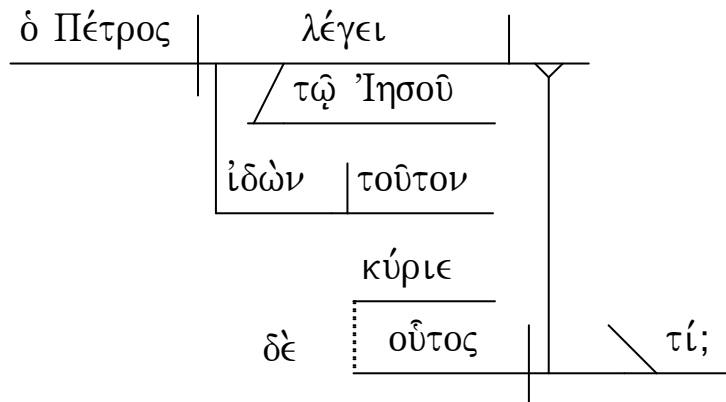 ὁ Πέτρος λέγει
τῷ Ἰησοῦ
ἰδὼν τοῦτον
κύριε
δὲ οὗτος τί;